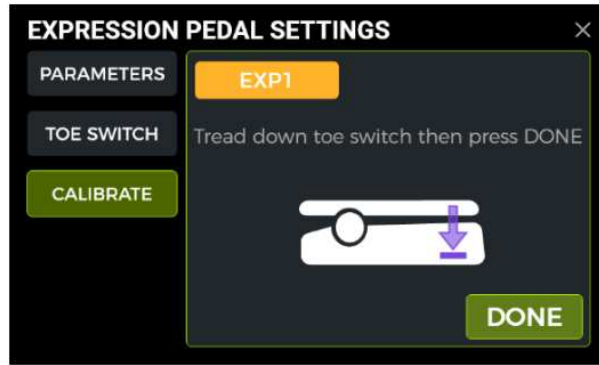 EXPRESSION PEDAL SETTINGS
PARAMETERS
TOE SWITCH
CALIBRATE
EXP1
Tread down toe switch then press DONE
DONE